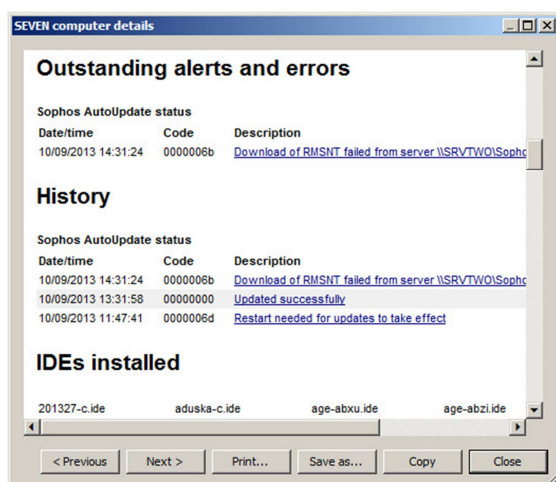 SEVEN computer details
Outstanding alerts and errors
Sophos AutoUpdate status
Date/time Code Description
10/09/2013 14:31:24 0000006b Download of RMSNT failed from server \\SRVTWO\Sopho
History
Sophos AutoUpdate status
Date/time Code Description
10/09/2013 14:31:24 0000006b Download of RMSNT failed from server \\SRVTWO\Sopho
10/09/2013 13:31:58 00000000 Updated successfully
10/09/2013 11:47:41 0000006d Restart needed for updates to take effect
IDEs installed
201327-c.ide aduska-c.ide age-abxu.ide age-abzi.ide
< Previous Next > Print... Save as... Copy Close